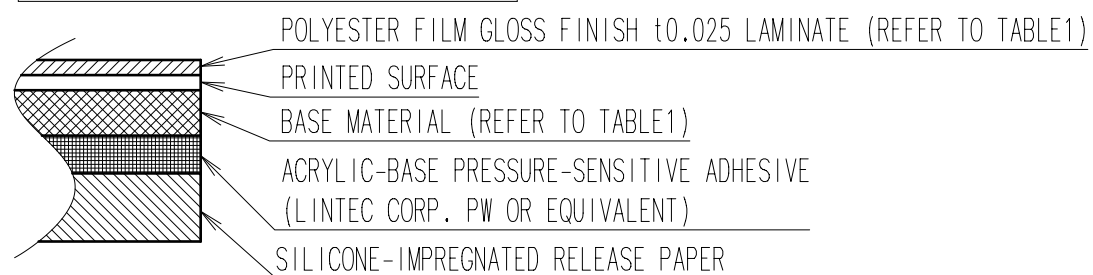 POLYESTER FILM GLOSS FINISH t0.025 LAMINATE (REFER TO TABLE1)
PRINTED SURFACE
BASE MATERIAL (REFER TO TABLE1)
ACRYLIC-BASE PRESSURE-SENSITIVE ADHESIVE
(LINTEC CORP. PW OR EQUIVALENT)
SILICONE-IMPREGNATED RELEASE PAPER